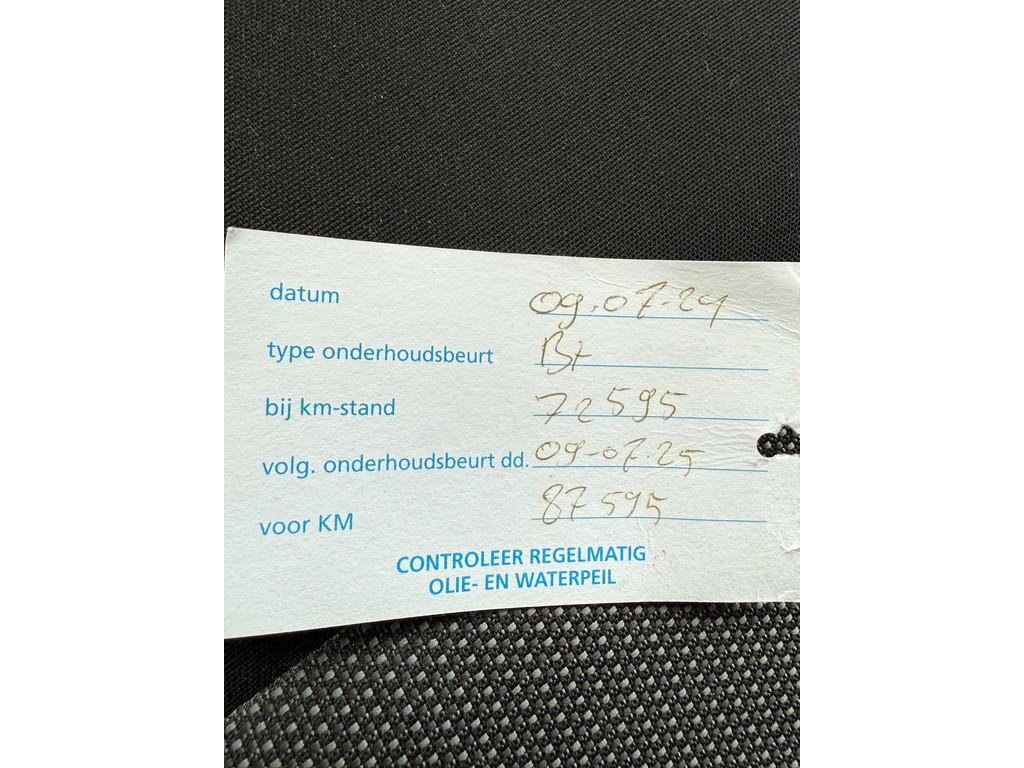 datum 09.07.24
type onderhoudsbeurt B+
bij km-stand 72595
volg. onderhoudsbeurt dd. 09-07.25
voor KM 87595
CONTROLEER REGELMATIG
OLIE- EN WATERPEIL